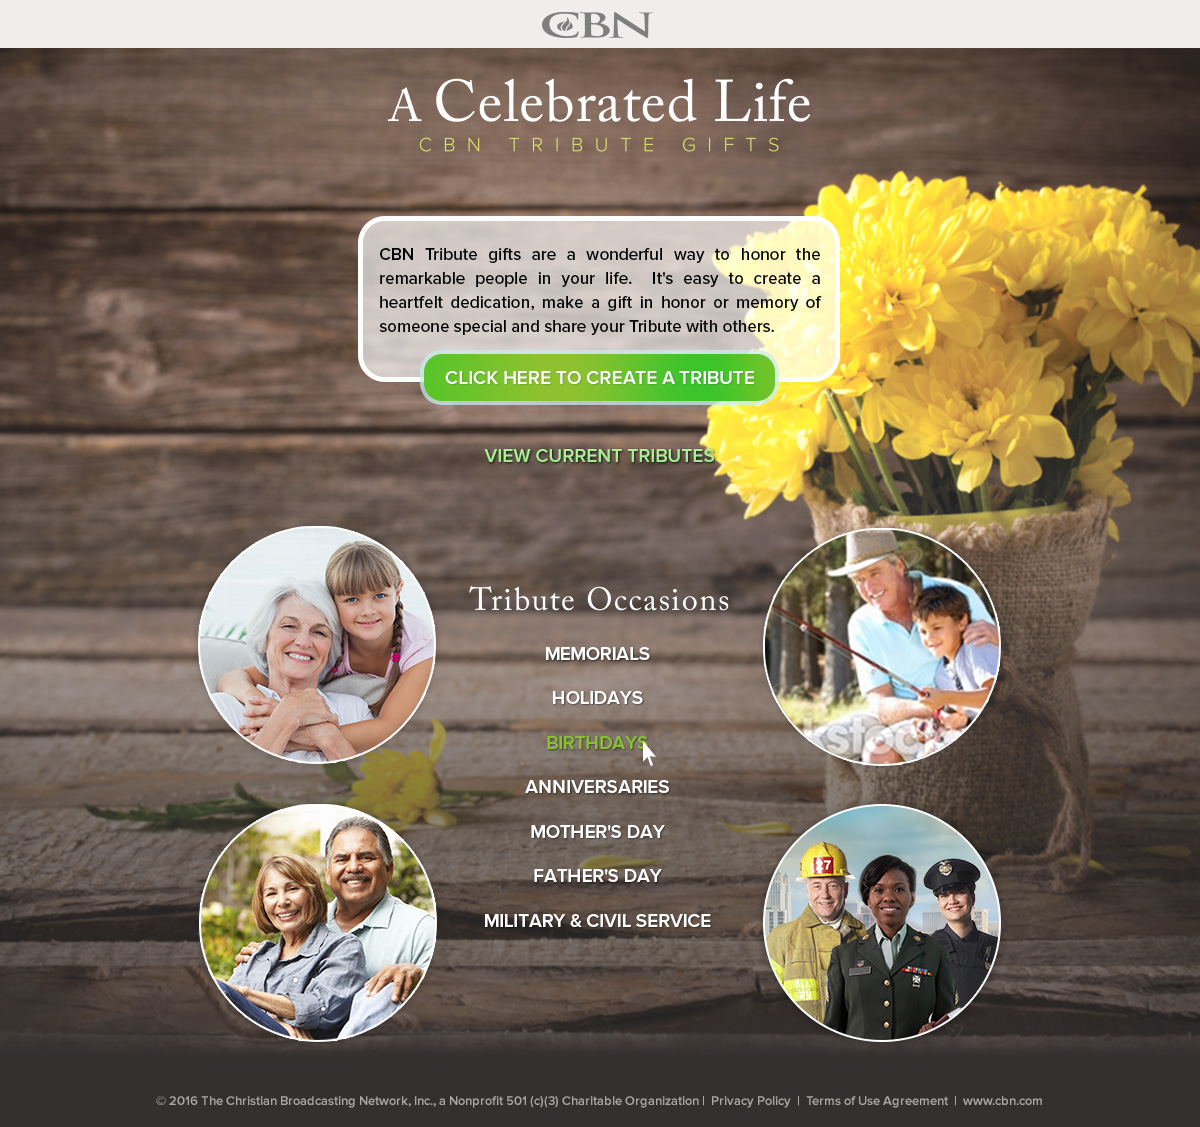 CBN
A Celebrated Life
CBN TRIBUTE GIFTS
CBN Tribute gifts are a wonderful way to honor the
remarkable people in your life. It's easy to create a
heartfelt dedication, make a gift in honor or memory of
someone special and share your Tribute with others.
CLICK HERE TO CREATE A TRIBUTE
VIEW CURRENT TRIBUTES
Tribute Occasions
MEMORIALS
HOLIDAYS
BIRTHDAYS
ANNIVERSARIES
MOTHER'S DAY
FATHER'S DAY
MILITARY & CIVIL SERVICE
27
© 2016 The Christian Broadcasting Network, Inc., a Nonprofit 501 (c)(3) Charitable Organization | Privacy Policy | Terms of Use Agreement | www.cbn.com